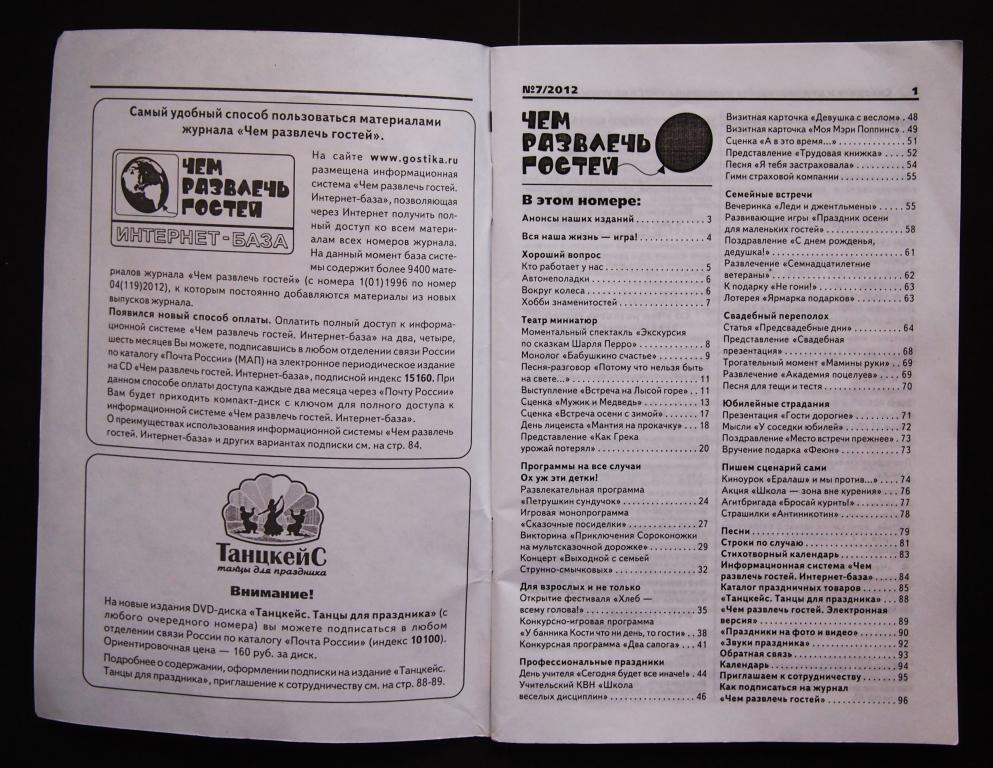 Самый удобный способ пользоваться материалами
журнала «Чем развлечь гостей».
ЧЕМ
РАЗВЛЕЧЬ
ГОСТЕЙ
ИНТЕРНЕТ-БАЗА
На сайте www.gostika.ru
размещена информационная
система «Чем развлечь гостей.
Интернет-база», позволяющая
через Интернет получить пол-
ный доступ ко всем матери-
алам всех номеров журнала.
На данный момент база систе-
мы содержит более 9400 мате-
риалов журнала «Чем развлечь гостей» (с номера 1(01)1996 по номер
04(119)2012), к которым постоянно добавляются материалы из новых
выпусков журнала.
Появился новый способ оплаты. Оплатить полный доступ к информа-
ционной системе «Чем развлечь гостей. Интернет-база» на два, четыре,
шесть месяцев Вы можете, подписавшись в любом отделении связи России
по каталогу «Почта России» (МАП) на электронное периодическое издание
на CD «Чем развлечь гостей. Интернет-база», подписной индекс 15160. При
данном способе оплаты доступа каждые два месяца через «Почту России»
Вам будет приходить компакт-диск с ключом для полного доступа к
информационной системе «Чем развлечь гостей. Интернет-база».
О преимуществах использования информационной системы «Чем развлечь
гостей. Интернет-база» и других вариантах подписки см. на стр. 84.
ТанцкейС
танцы для праздника
Внимание!
На новые издания DVD-диска «Танцкейс. Танцы для праздника» (с
любого очередного номера) вы можете подписаться в любом
отделении связи России по каталогу «Почта России» (индекс 10100).
Ориентировочная цена — 160 руб. за диск.
Подробнее о содержании, оформлении подписки на издание «Танцкейс.
Танцы для праздника», приглашение к сотрудничеству см. на стр. 88-89.
№7/2012 1
ЧЕМ
РАЗВЛЕЧЬ
ГОСТЕЙ
В этом номере:
Анонсы наших изданий . . . . . . . . . . . . 3
Вся наша жизнь — игра! . . . . . . . . . . . 4
Хороший вопрос
Кто работает у нас . . . . . . . . . . . . . . . 5
Автонеполадки . . . . . . . . . . . . . . . . . 6
Вокруг колеса . . . . . . . . . . . . . . . . . . 6
Хобби знаменитостей . . . . . . . . . . . . . 7
Театр миниатюр
Моментальный спектакль «Экскурсия
по сказкам Шарля Перро» . . . . . . . . . . 8
Монолог «Бабушкино счастье» . . . . . . . . 9
Песня-разговор «Потому что нельзя быть
на свете...» . . . . . . . . . . . . . . . . . . . 11
Выступление «Встреча на Лысой горе» . . 11
Сценка «Мужик и Медведь» . . . . . . . . . 13
Сценка «Встреча осени с зимой» . . . . . . 17
День лицеиста «Мантия на прокачку» . . . 18
Представление «Как Грека
урожай потерял» . . . . . . . . . . . . . . . 20
Программы на все случаи
Ох уж эти детки!
Развлекательная программа
«Петрушкин сундучок» . . . . . . . . . . . . 24
Игровая монопрограмма
«Сказочные посиделки» . . . . . . . . . . . 27
Викторина «Приключения Сороконожки
на мультсказочной дорожке» . . . . . . . . 29
Концерт «Выходной с семьей
Струнно-смычковых» . . . . . . . . . . . . . 32
Для взрослых и не только
Открытие фестиваля «Хлеб —
всему голова!» . . . . . . . . . . . . . . . . . 35
Конкурсно-игровая программа
«У банника Кости что ни день, то гости» . . 38
Конкурсная программа «Два сапога» . . . 41
Профессиональные праздники
День учителя «Сегодня будет все иначе!» . 44
Учительский КВН «Школа
веселых дисциплин» . . . . . . . . . . . . . 46
Визитная карточка «Девушка с веслом» . . 48
Визитная карточка «Моя Мэри Поппинс» . 49
Сценка «А в это время...» . . . . . . . . . . 51
Представление «Трудовая книжка» . . . . 52
Песня «Я тебя застраховала» . . . . . . . . 54
Гимн страховой компании . . . . . . . . . . 55
Семейные встречи
Вечеринка «Леди и джентльмены» . . . . . 55
Развивающие игры «Праздник осени
для маленьких гостей» . . . . . . . . . . . . 58
Поздравление «С днем рожденья,
дедушка!» . . . . . . . . . . . . . . . . . . . 61
Развлечение «Семнадцатилетние
ветераны» . . . . . . . . . . . . . . . . . . . 62
К подарку «Не гони!» . . . . . . . . . . . . . 63
Лотерея «Ярмарка подарков» . . . . . . . . 63
Свадебный переполох
Статья «Предсвадебные дни» . . . . . . . . 64
Представление «Свадебная
презентация» . . . . . . . . . . . . . . . . . 68
Трогательный момент «Мамины руки» . . 69
Развлечение «Академия поцелуев» . . . . 69
Песня для тещи и тестя . . . . . . . . . . . . 70
Юбилейные страдания
Презентация «Гости дорогие» . . . . . . . . 71
Мысли «У соседки юбилей» . . . . . . . . . 72
Поздравление «Место встречи прежнее» . 73
Вручение подарка «Феюн» . . . . . . . . . 73
Пишем сценарий сами
Киноурок «Ералаш» и мы против...» . . . . 74
Акция «Школа — зона вне курения» . . . . 76
Агитбригада «Бросай курить!» . . . . . . . 77
Страшилки «Антиникотин» . . . . . . . . . 78
Песни . . . . . . . . . . . . . . . . . . . . . . 79
Строки по случаю . . . . . . . . . . . . . . . 81
Стихотворный календарь . . . . . . . . . . 83
Информационная система «Чем
развлечь гостей. Интернет-база» . . . . . . 84
Каталог праздничных товаров . . . . . . . 85
«Танцкейс. Танцы для праздника» . . . . . 88
«Чем развлечь гостей. Электронная
версия» . . . . . . . . . . . . . . . . . . . . . 89
«Праздники на фото и видео» . . . . . . . . 90
«Звуки праздника» . . . . . . . . . . . . . . 92
Обратная связь . . . . . . . . . . . . . . . . 93
Календарь . . . . . . . . . . . . . . . . . . . 94
Приглашаем к сотрудничеству . . . . . . . 95
Как подписаться на журнал
«Чем развлечь гостей» . . . . . . . . . . . . 96